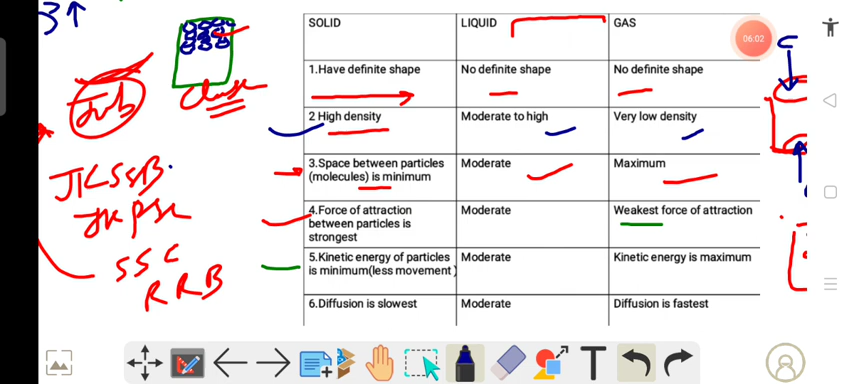 3↑
06:02
SOLID LIQUID GAS
1.Have definite shape No definite shape No definite shape
2 High density Moderate to high Very low density
3.Space between particles Moderate Maximum
(molecules) is minimum
4.Force of attraction Moderate Weakest force of attraction
between particles is
strongest
5.Kinetic energy of particles Moderate Kinetic energy is maximum
is minimum(less movement)
6.Diffusion is slowest Moderate Diffusion is fastest
JKSSB
JKPSC
SSC
RRB
T